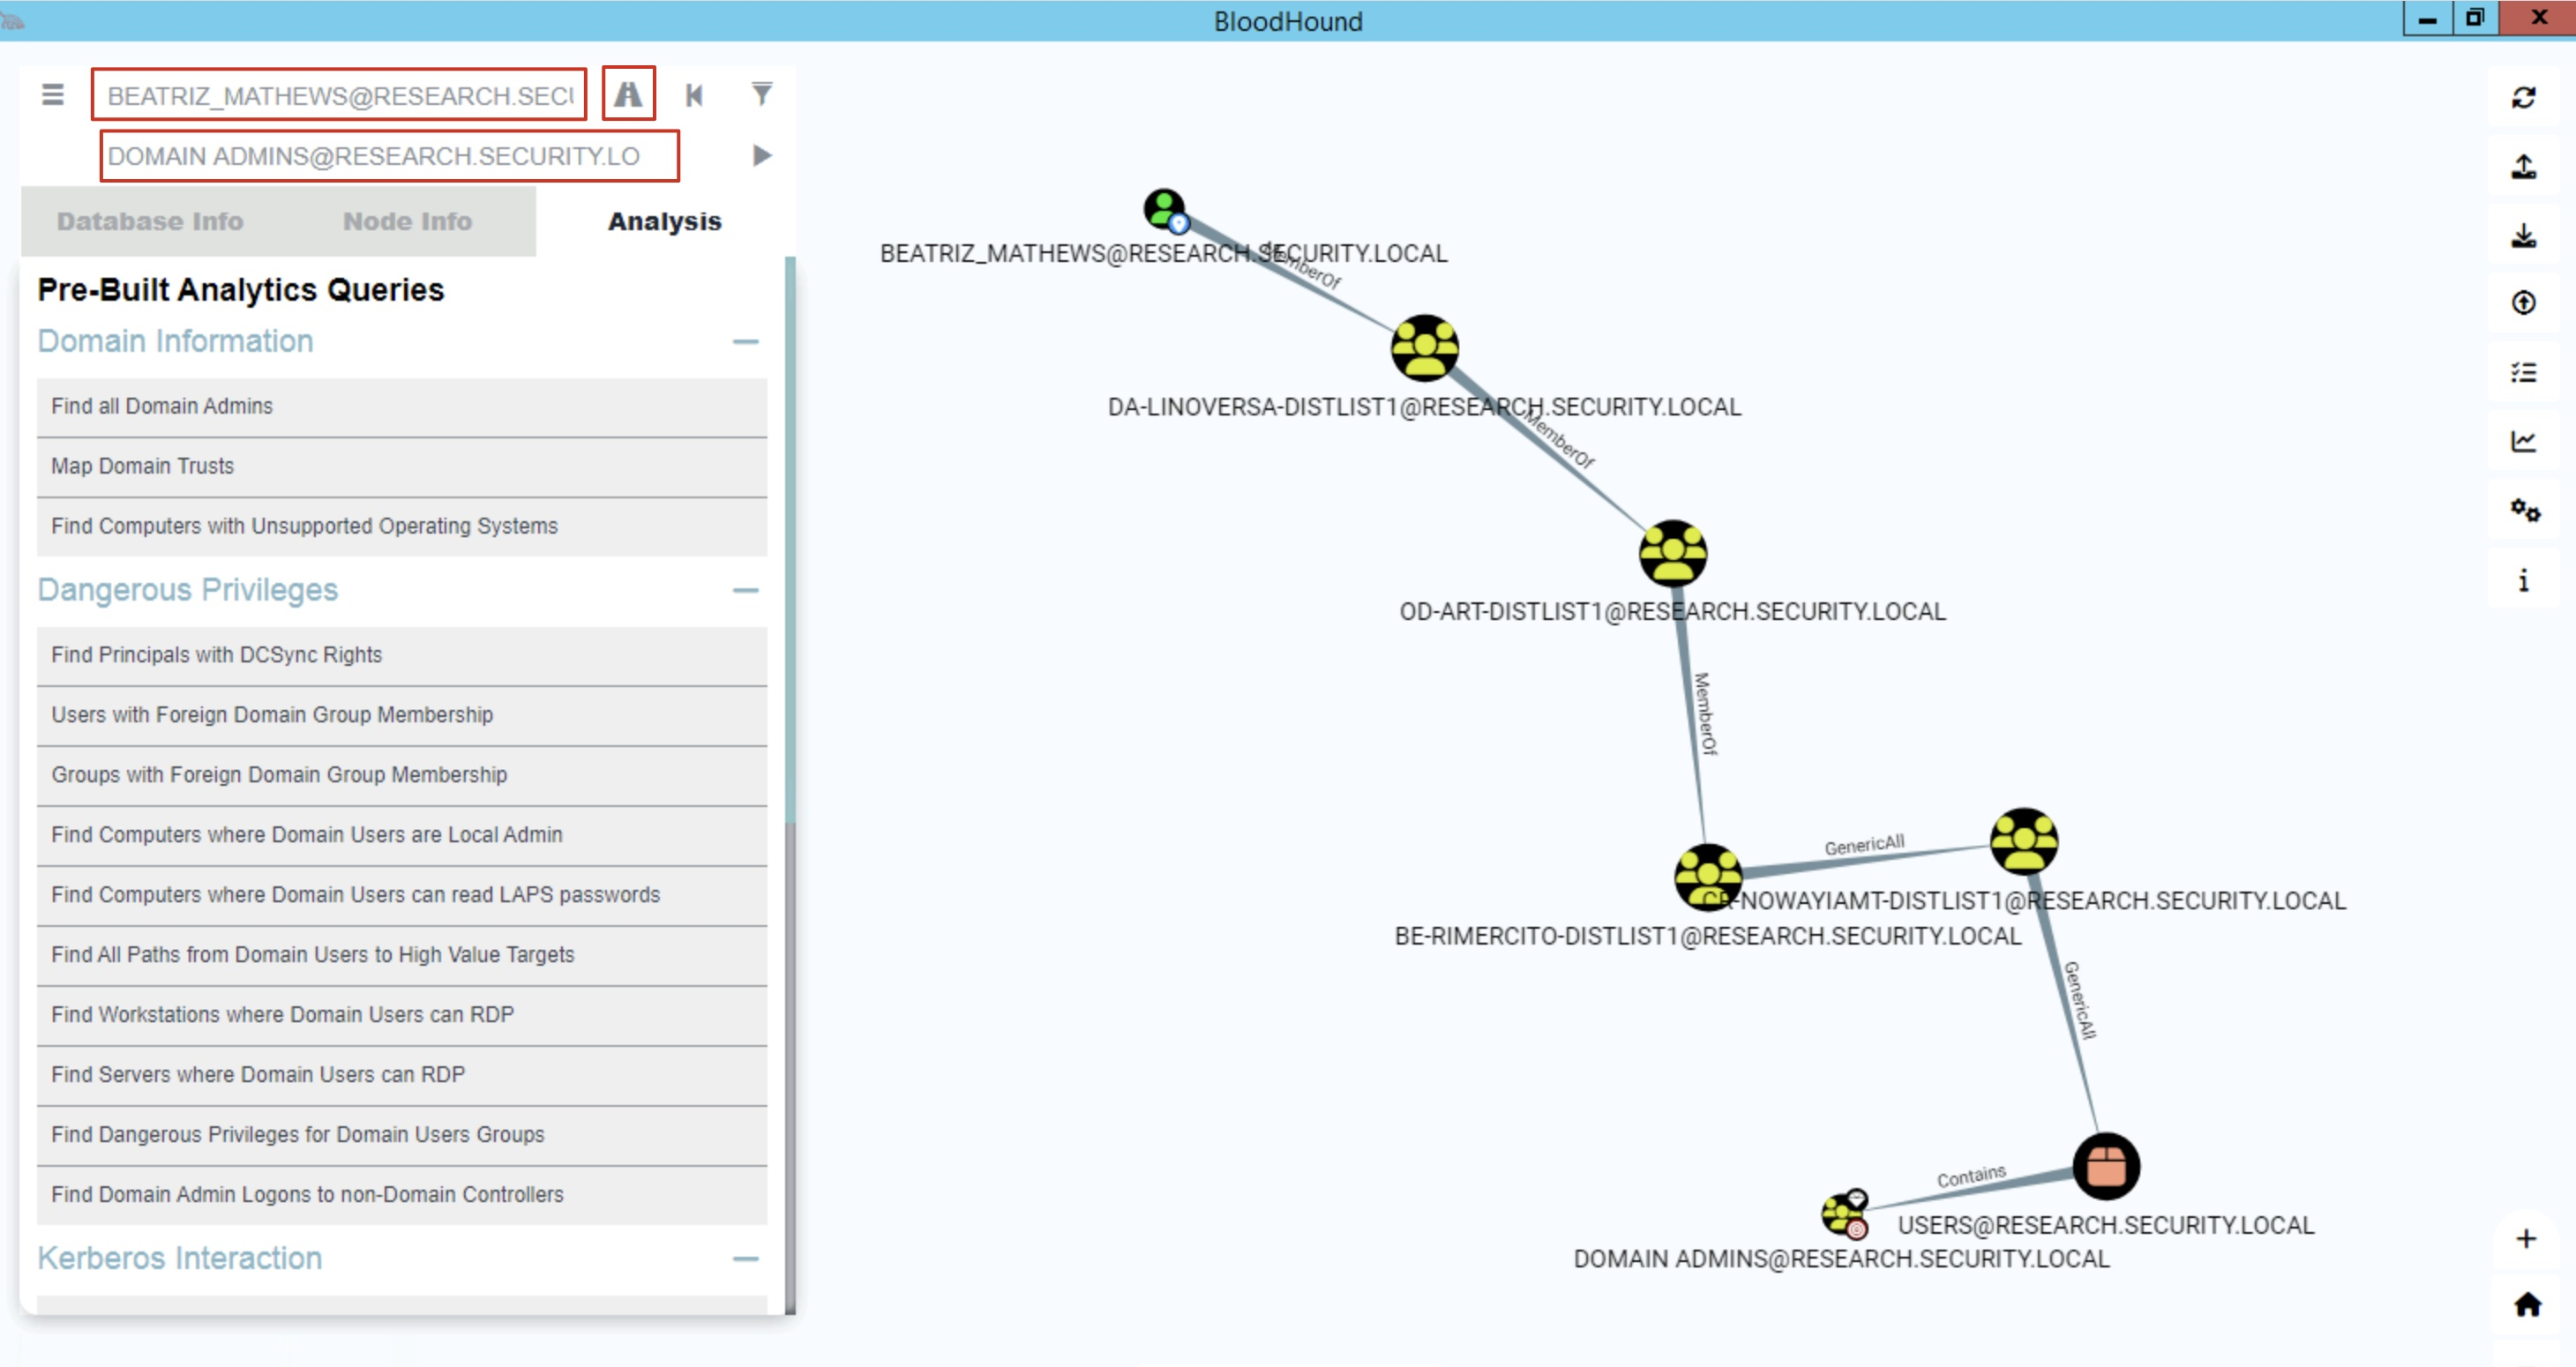 BloodHound
BEATRIZ_MATHEWS@RESEARCH.SECU
DOMAIN ADMINS@RESEARCH.SECURITY.LO
Database Info
Node Info
Analysis
Pre-Built Analytics Queries
Domain Information
Find all Domain Admins
Map Domain Trusts
Find Computers with Unsupported Operating Systems
Dangerous Privileges
Find Principals with DCSync Rights
Users with Foreign Domain Group Membership
Groups with Foreign Domain Group Membership
Find Computers where Domain Users are Local Admin
Find Computers where Domain Users can read LAPS passwords
Find All Paths from Domain Users to High Value Targets
Find Workstations where Domain Users can RDP
Find Servers where Domain Users can RDP
Find Dangerous Privileges for Domain Users Groups
Find Domain Admin Logons to non-Domain Controllers
Kerberos Interaction
BEATRIZ_MATHEWS@RESEARCH.SECURITY.LOCAL
MemberOf
DA-LINOVERSA-DISTLIST1@RESEARCH.SECURITY.LOCAL
MemberOf
OD-ART-DISTLIST1@RESEARCH.SECURITY.LOCAL
MemberOf
GenericAll
-NOWAYIAMT-DISTLIST1@RESEARCH.SECURITY.LOCAL
BE-RIMERCITO-DISTLIST1@RESEARCH.SECURITY.LOCAL
GenericAll
Contains
USERS@RESEARCH.SECURITY.LOCAL
DOMAIN ADMINS@RESEARCH.SECURITY.LOCAL